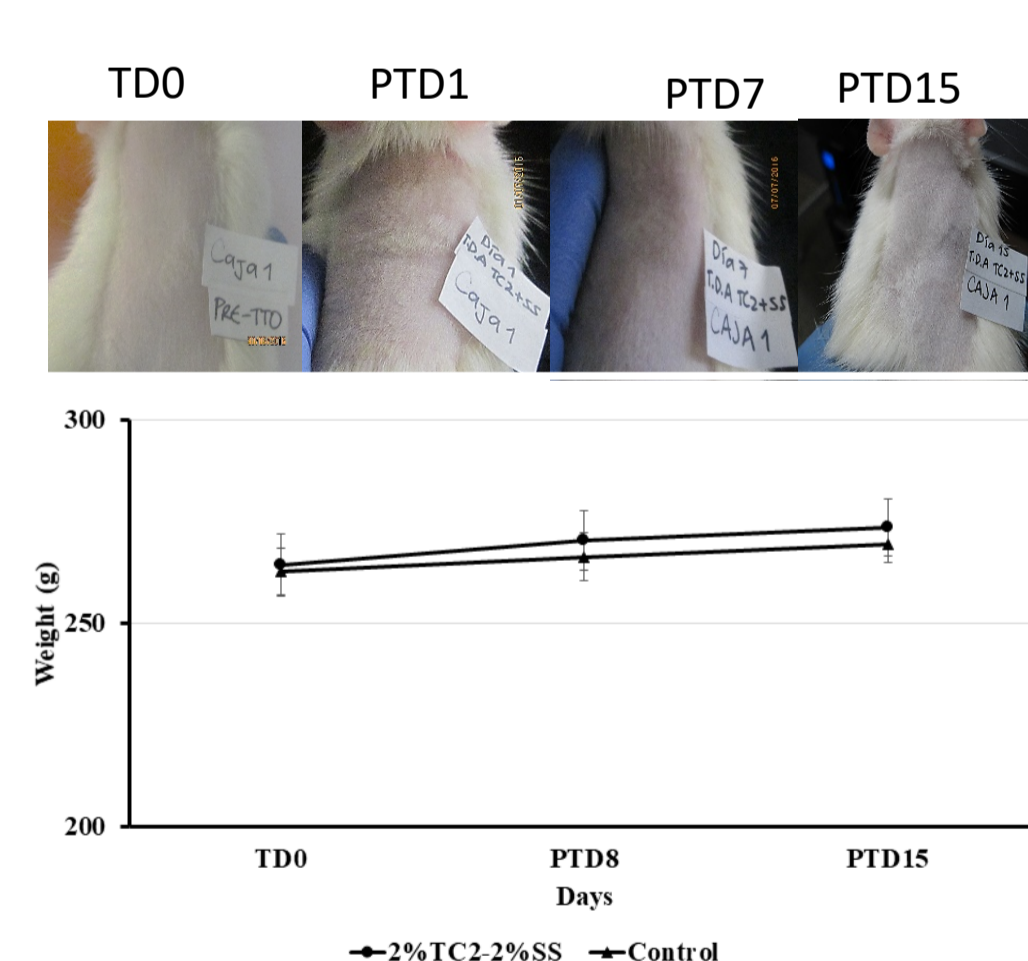 TD0
PTD1
PTD7
PTD15
Caja 1
PRE-TTO
Día 1
T.D.A TC2+SS
Caja 1
07/07/2016
Día 7
T.D.A TC2+SS
CAJA 1
Día 15
T.D.A TC2+SS
CAJA 1
300
250
200
Weight (g)
TD0
PTD8
PTD15
Days
2%TC2-2%SS
Control